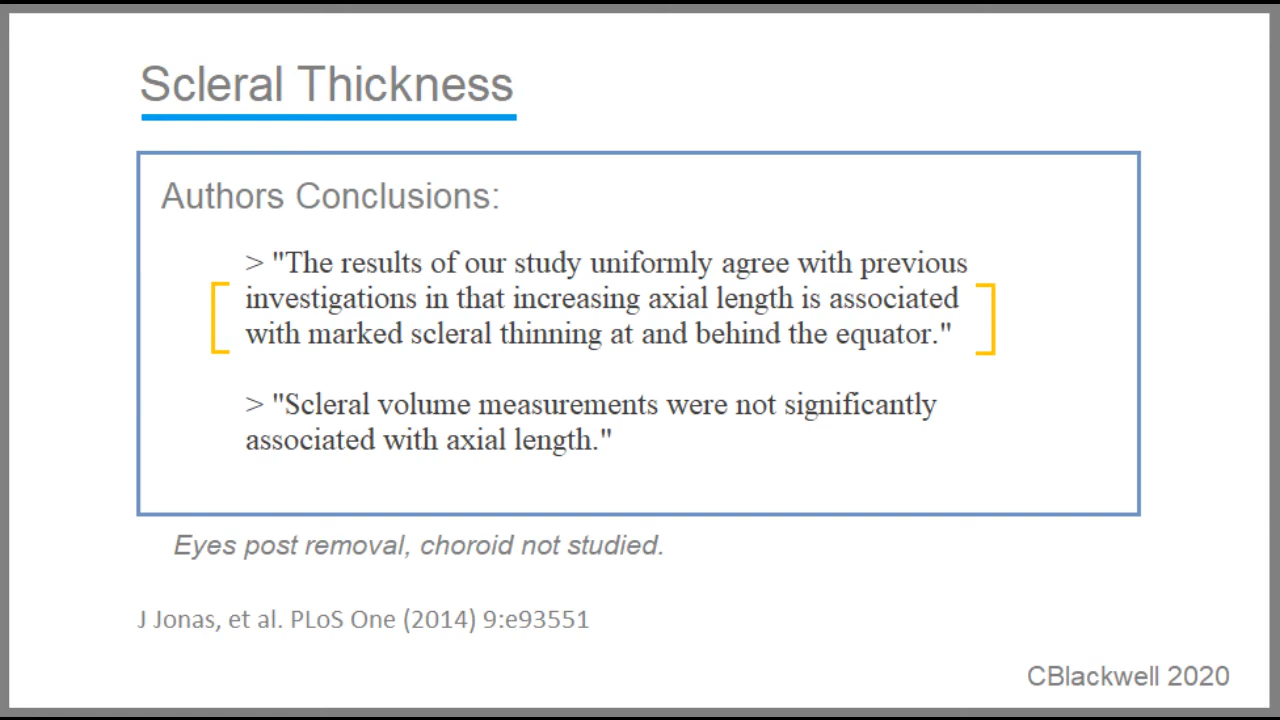 Scleral Thickness
Authors Conclusions:
> "The results of our study uniformly agree with previous
investigations in that increasing axial length is associated
with marked scleral thinning at and behind the equator."
> "Scleral volume measurements were not significantly
associated with axial length."
Eyes post removal, choroid not studied.
J Jonas, et al. PLoS One (2014) 9:e93551
CBlackwell 2020